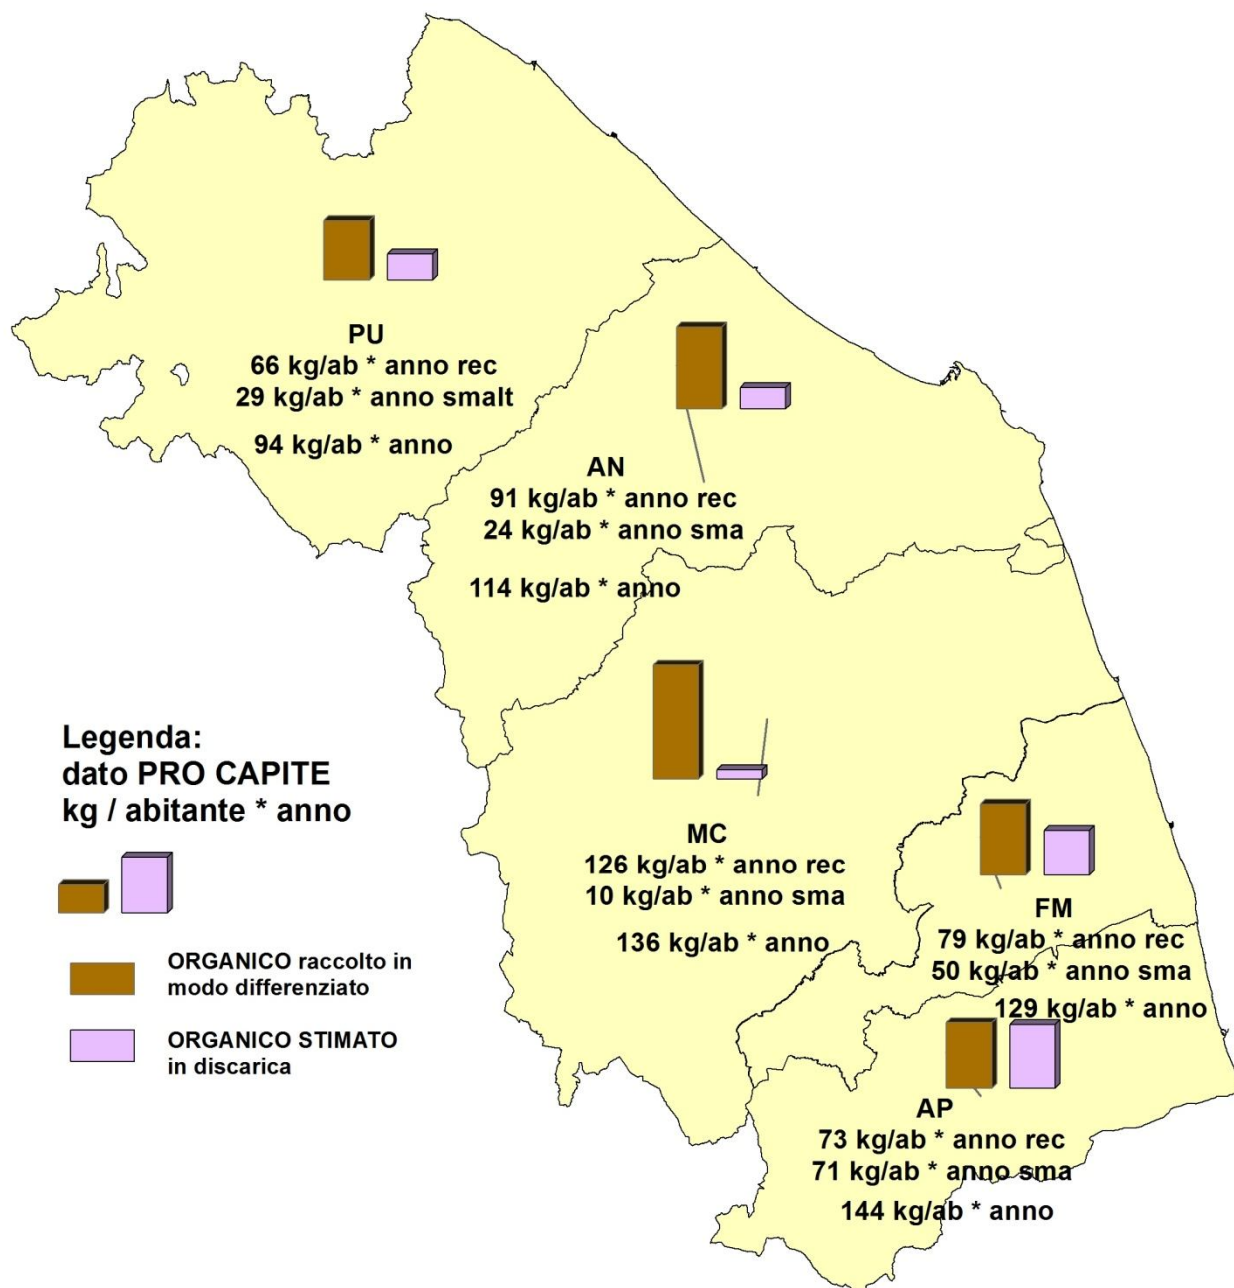 PU
66 kg/ab * anno rec
29 kg/ab * anno smalt
94 kg/ab * anno
AN
91 kg/ab * anno rec
24 kg/ab * anno sma
114 kg/ab * anno
Legenda:
dato PRO CAPITE
kg / abitante * anno
ORGANICO raccolto in
modo differenziato
ORGANICO STIMATO
in discarica
MC
126 kg/ab * anno rec
10 kg/ab * anno sma
136 kg/ab * anno
FM
79 kg/ab * anno rec
50 kg/ab * anno sma
129 kg/ab * anno
AP
73 kg/ab * anno rec
71 kg/ab * anno sma
144 kg/ab * anno